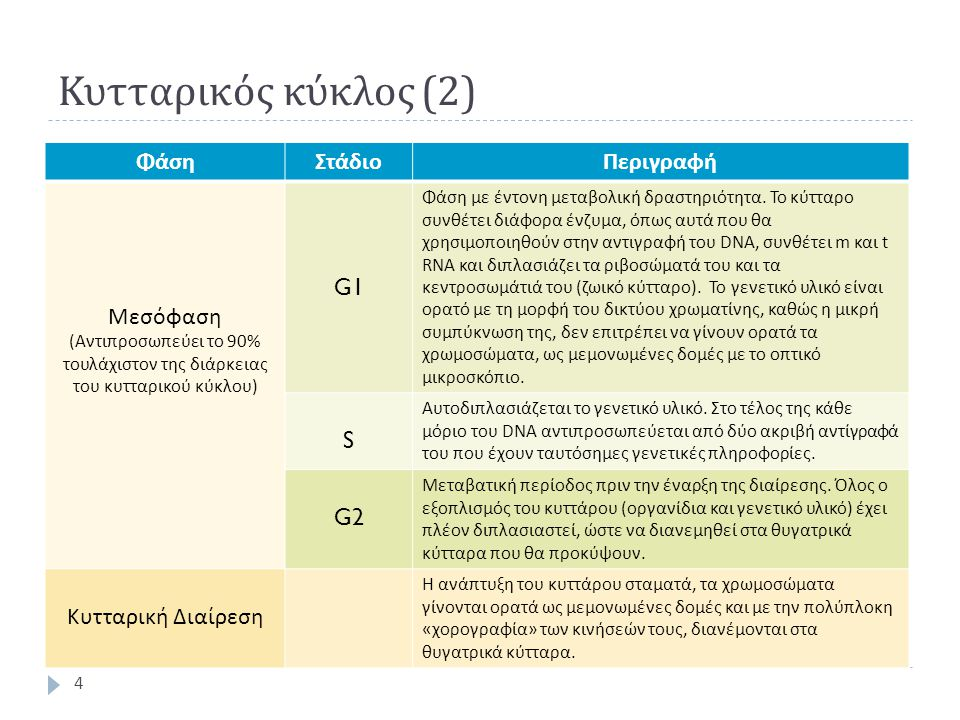 Κυτταρικός κύκλος (2)
Φάση Στάδιο Περιγραφή
Μεσόφαση
(Αντιπροσωπεύει το 90%
τουλάχιστον της διάρκειας
του κυτταρικού κύκλου)
G1
Φάση με έντονη μεταβολική δραστηριότητα. Το κύτταρο
συνθέτει διάφορα ένζυμα, όπως αυτά που θα
χρησιμοποιηθούν στην αντιγραφή του DNA, συνθέτει m και t
RNA και διπλασιάζει τα ριβοσώματά του και τα
κεντροσωμάτιά του (ζωικό κύτταρο). Το γενετικό υλικό είναι
ορατό με τη μορφή του δικτύου χρωματίνης, καθώς η μικρή
συμπύκνωση της, δεν επιτρέπει να γίνουν ορατά τα
χρωμοσώματα, ως μεμονωμένες δομές με το οπτικό
μικροσκόπιο.
S
Αυτοδιπλασιάζεται το γενετικό υλικό. Στο τέλος της κάθε
μόριο του DNA αντιπροσωπεύεται από δύο ακριβή αντίγραφά
του που έχουν ταυτόσημες γενετικές πληροφορίες.
G2
Μεταβατική περίοδος πριν την έναρξη της διαίρεσης. Όλος ο
εξοπλισμός του κυττάρου (οργανίδια και γενετικό υλικό) έχει
πλέον διπλασιαστεί, ώστε να διανεμηθεί στα θυγατρικά
κύτταρα που θα προκύψουν.
Κυτταρική Διαίρεση
Η ανάπτυξη του κυττάρου σταματά, τα χρωμοσώματα
γίνονται ορατά ως μεμονωμένες δομές και με την πολύπλοκη
«χορογραφία» των κινήσεών τους, διανέμονται στα
θυγατρικά κύτταρα.
4